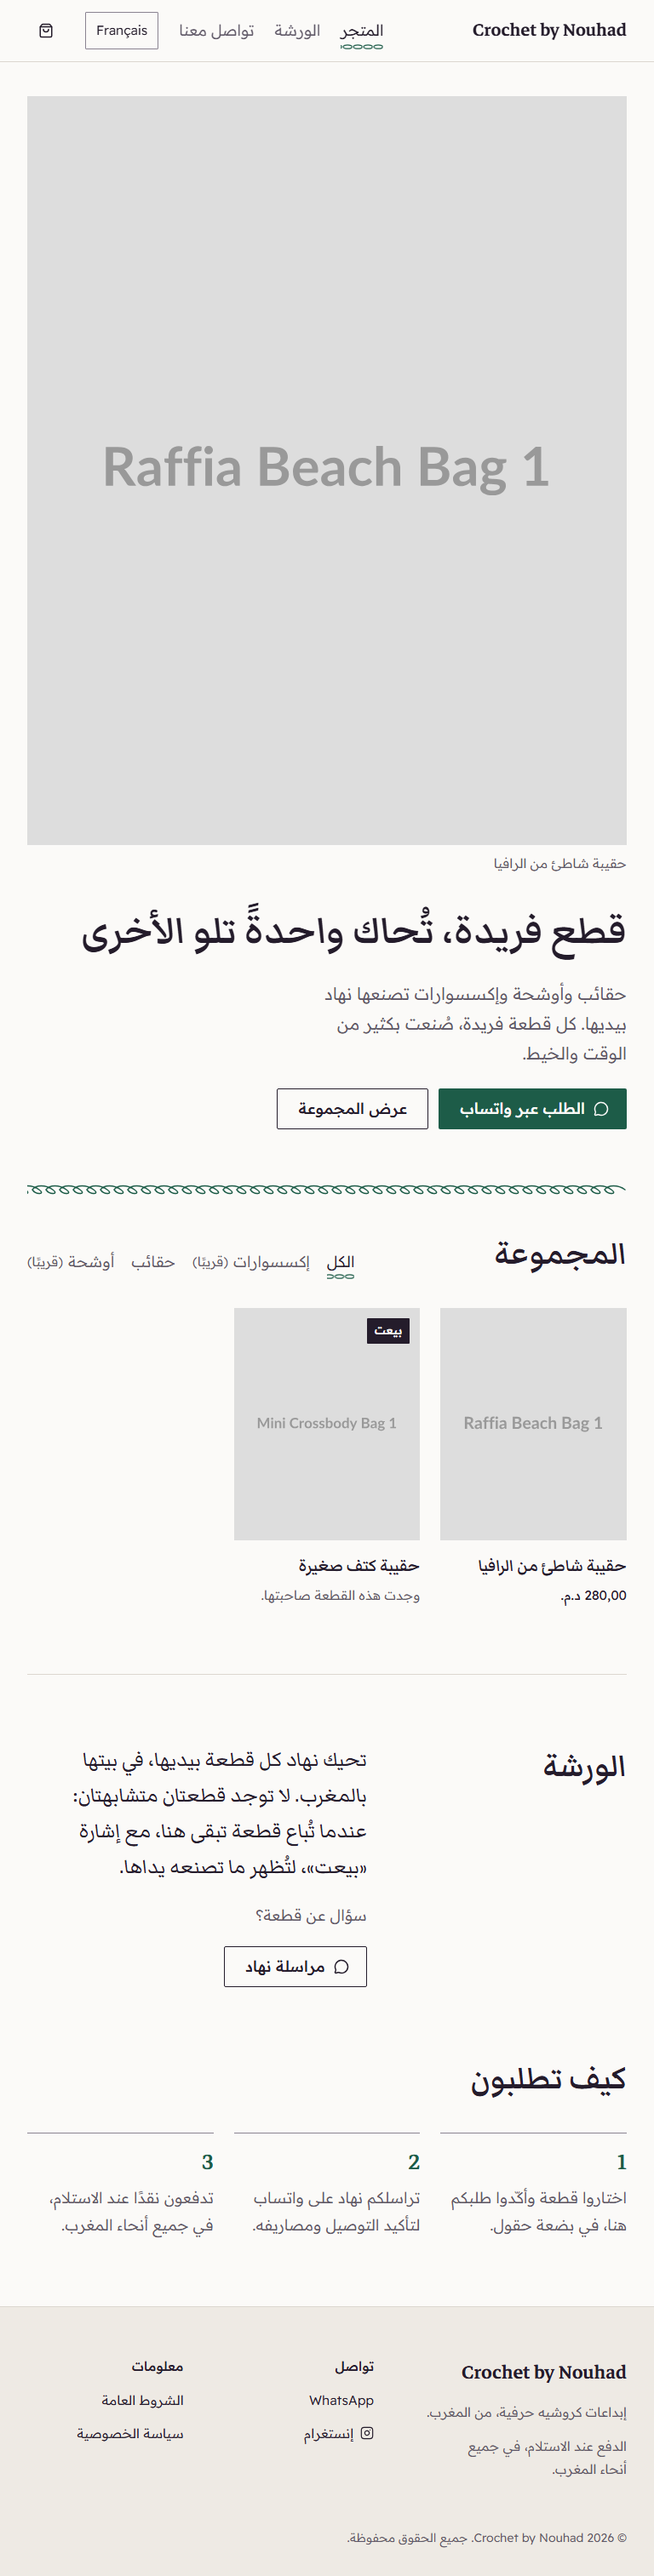 Crochet by Nouhad
المتجر
الورشة
تواصل معنا
Français
Raffia Beach Bag 1
حقيبة شاطئ من الرافيا
قطع فريدة، تُحاك واحدةً تلو الأخرى
حقائب وأوشحة وإكسسوارات تصنعها نهاد
بيديها. كل قطعة فريدة، صُنعت بكثير من
الوقت والخيط.
الطلب عبر واتساب
عرض المجموعة
المجموعة
الكل
إكسسوارات (قريبًا)
حقائب
أوشحة (قريبًا)
Raffia Beach Bag 1
حقيبة شاطئ من الرافيا
280,00 د.م.
بيعت
Mini Crossbody Bag 1
حقيبة كتف صغيرة
وجدت هذه القطعة صاحبتها.
الورشة
تحيك نهاد كل قطعة بيديها، في بيتها
بالمغرب. لا توجد قطعتان متشابهتان:
عندما تُباع قطعة تبقى هنا، مع إشارة
«بيعت»، لتُظهر ما تصنعه يداها.
سؤال عن قطعة؟
مراسلة نهاد
كيف تطلبون
1
اختاروا قطعة وأكّدوا طلبكم
هنا، في بضعة حقول.
2
تراسلكم نهاد على واتساب
لتأكيد التوصيل ومصاريفه.
3
تدفعون نقدًا عند الاستلام،
في جميع أنحاء المغرب.
Crochet by Nouhad
إبداعات كروشيه حرفية، من المغرب.
الدفع عند الاستلام، في جميع
أنحاء المغرب.
تواصل
WhatsApp
إنستغرام
معلومات
الشروط العامة
سياسة الخصوصية
© 2026 Crochet by Nouhad. جميع الحقوق محفوظة.